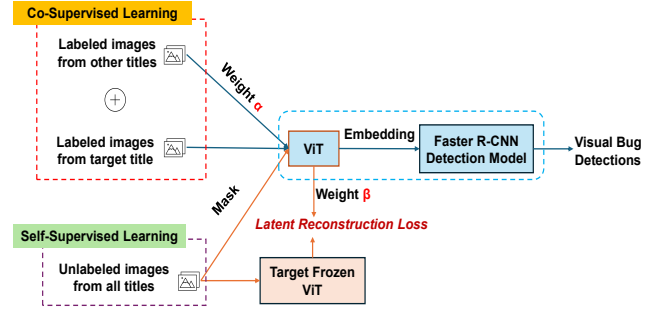 Co-Supervised Learning
Labeled images
from other titles
Weight α
Labeled images
from target title
ViT
Embedding
Faster R-CNN
Detection Model
Visual Bug
Detections
Mask
Weight β
Latent Reconstruction Loss
Self-Supervised Learning
Unlabeled images
from all titles
Target Frozen
ViT